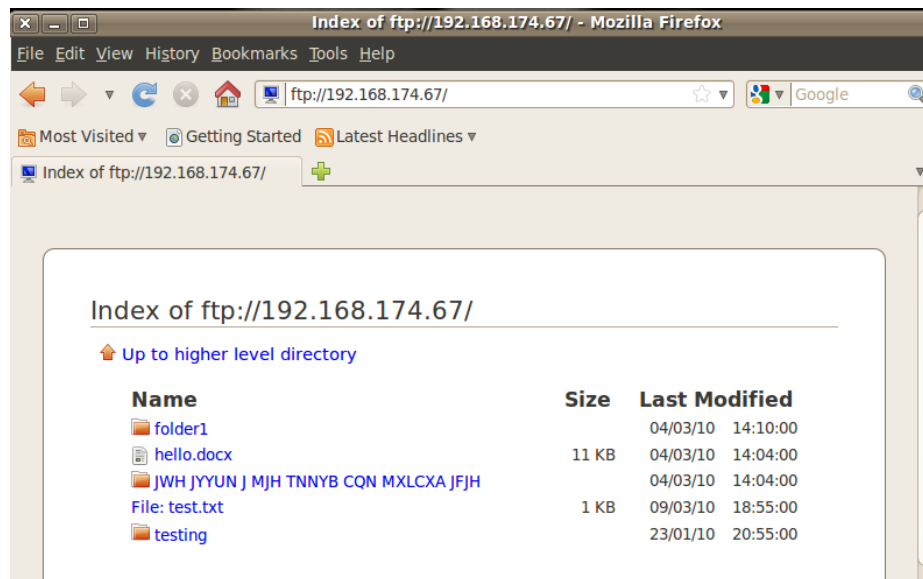 Index of ftp://192.168.174.67/ - Mozilla Firefox
File Edit View History Bookmarks Tools Help
ftp://192.168.174.67/ Google
Most Visited Getting Started Latest Headlines
Index of ftp://192.168.174.67/
Index of ftp://192.168.174.67/
Up to higher level directory
Name Size Last Modified
folder1 04/03/10 14:10:00
hello.docx 11 KB 04/03/10 14:04:00
JWH JYYUN J MJH TNNYB CQN MXLCXA JFJH 04/03/10 14:04:00
File: test.txt 1 KB 09/03/10 18:55:00
testing 23/01/10 20:55:00